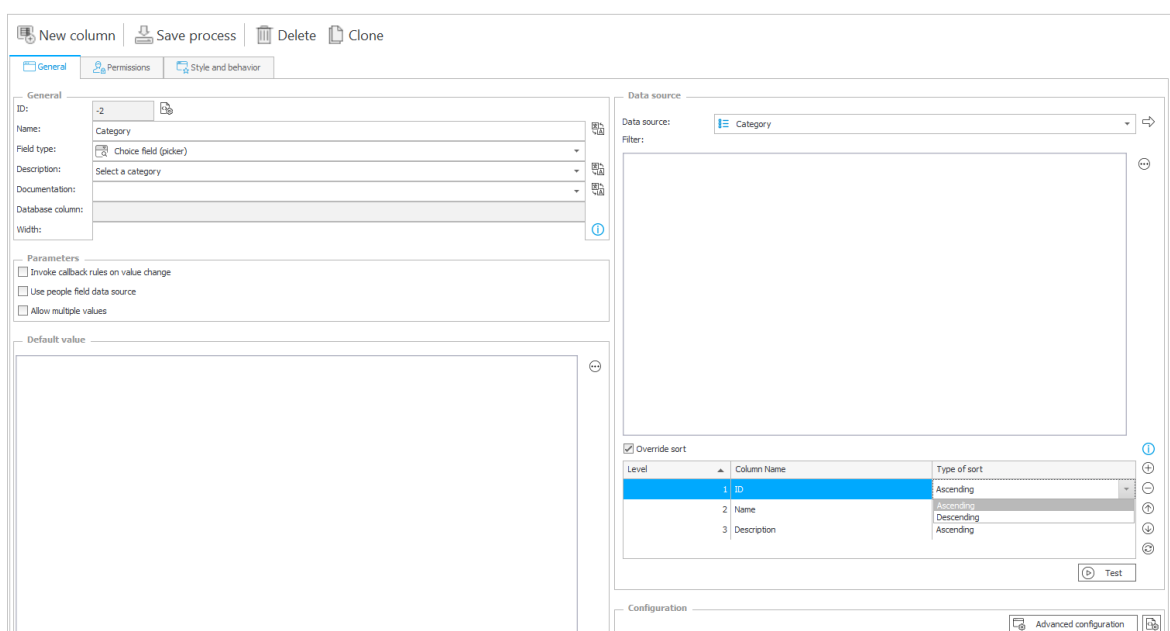 New column Save process Delete Clone
General Permissions Style and behavior
General
ID: -2
Name: Category
Field type: Choice field (picker)
Description: Select a category
Documentation:
Database column:
Width:
Parameters
Invoke callback rules on value change
Use people field data source
Allow multiple values
Default value
Data source
Data source: Category
Filter:
Override sort
Level Column Name Type of sort
1 ID Ascending
Ascending
2 Name
Descending
3 Description Ascending
Test
Configuration
Advanced configuration